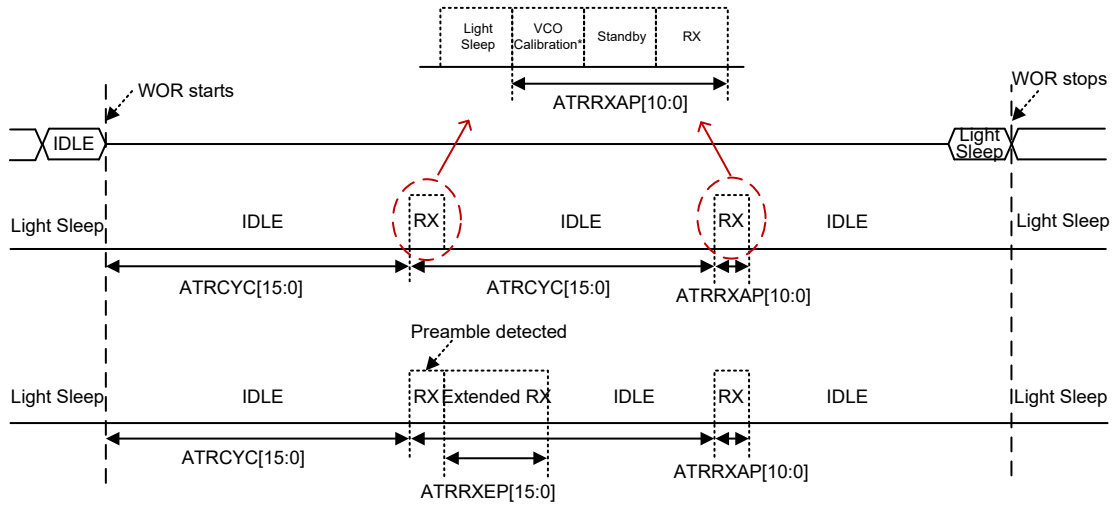 Light
Sleep
VCO
Calibration*
Standby
RX
ATRRXAP[10:0]
WOR starts
WOR stops
IDLE
Light
Sleep
Light Sleep
IDLE
RX
IDLE
RX
IDLE
Light Sleep
ATRCYC[15:0]
ATRCYC[15:0]
ATRRXAP[10:0]
Preamble detected
Light Sleep
IDLE
RX
Extended RX
IDLE
RX
IDLE
Light Sleep
ATRCYC[15:0]
ATRRXAP[10:0]
ATRRXEP[15:0]